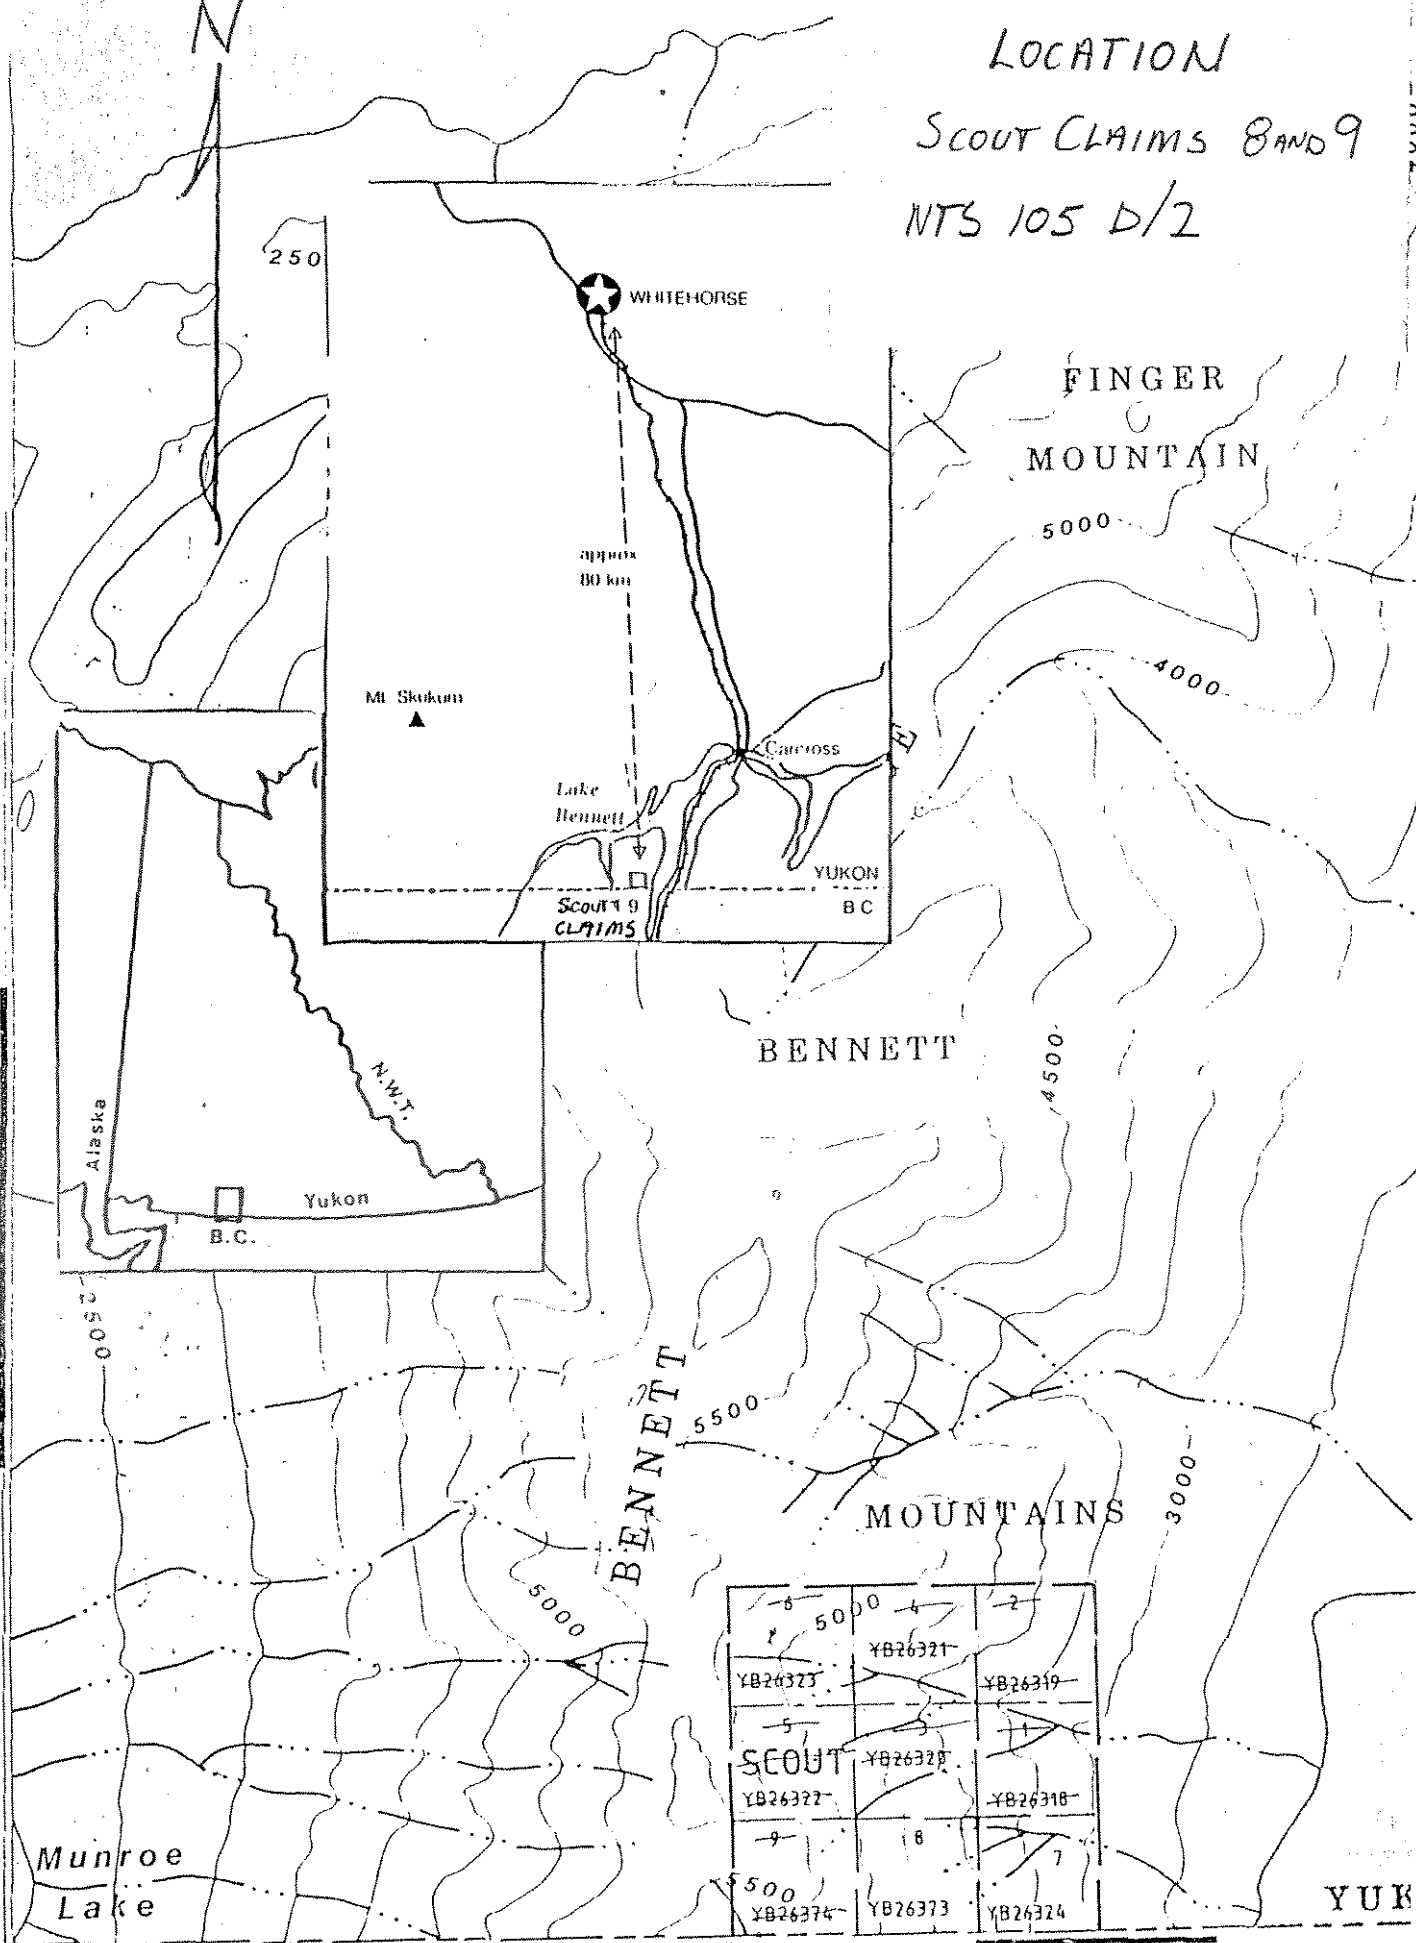 N
LOCATION
SCOUT CLAIMS 8 AND 9
NTS 105 D/2
250
WHITEHORSE
FINGER
MOUNTAIN
5000
approx
80 km
4000
Mt Skukum
Carcross
Lake
Bennett
YUKON
B C
SCOUT 9
CLAIMS
BENNETT
4500
N.W.T.
Alaska
Yukon
B.C.
2500
BENNETT
5500
MOUNTAINS
3000
5000
6 4 2
5000
YB26321
YB26323 YB26319
5 3 1
SCOUT YB26320
YB26322 YB26318
9 8 7
Munroe
Lake
5500
YB26374 YB26373 YB26324
YUK